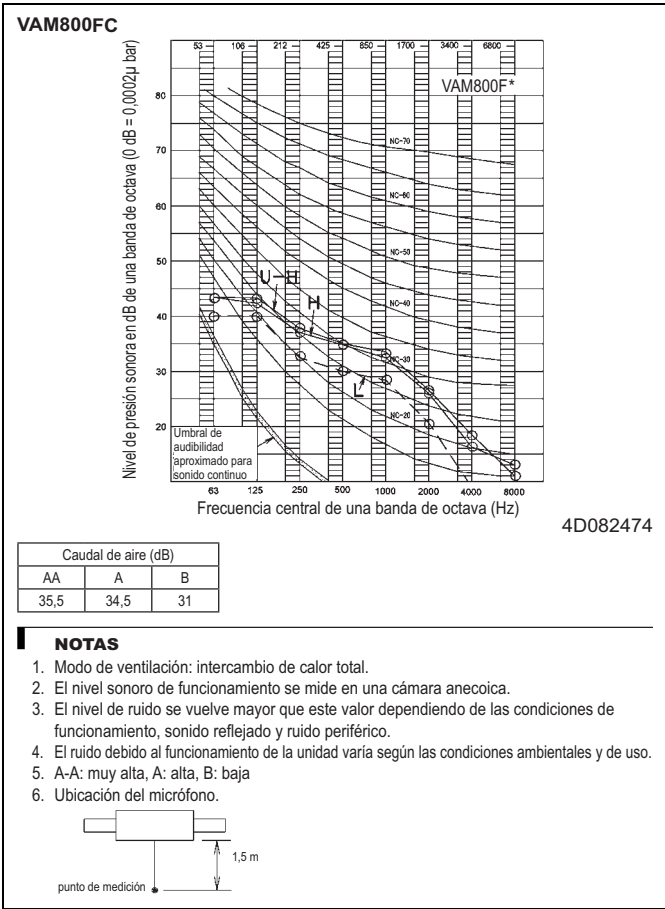 VAM800FC
53 106 212 425 850 1700 3400 6800
VAM800F*
Nivel de presión sonora en dB de una banda de octava (0 dB = 0,0002µ bar)
80
70
60
50
40
30
20
NC-70
NC-60
NC-50
NC-40
NC-30
NC-20
U-H
H
L
Umbral de
audibilidad
aproximado para
sonido continuo
63 125 250 500 1000 2000 4000 8000
Frecuencia central de una banda de octava (Hz)
4D082474
Caudal de aire (dB)
AA A B
35,5 34,5 31
NOTAS
1. Modo de ventilación: intercambio de calor total.
2. El nivel sonoro de funcionamiento se mide en una cámara anecoica.
3. El nivel de ruido se vuelve mayor que este valor dependiendo de las condiciones de
funcionamiento, sonido reflejado y ruido periférico.
4. El ruido debido al funcionamiento de la unidad varía según las condiciones ambientales y de uso.
5. A-A: muy alta, A: alta, B: baja
6. Ubicación del micrófono.
1,5 m
punto de medición